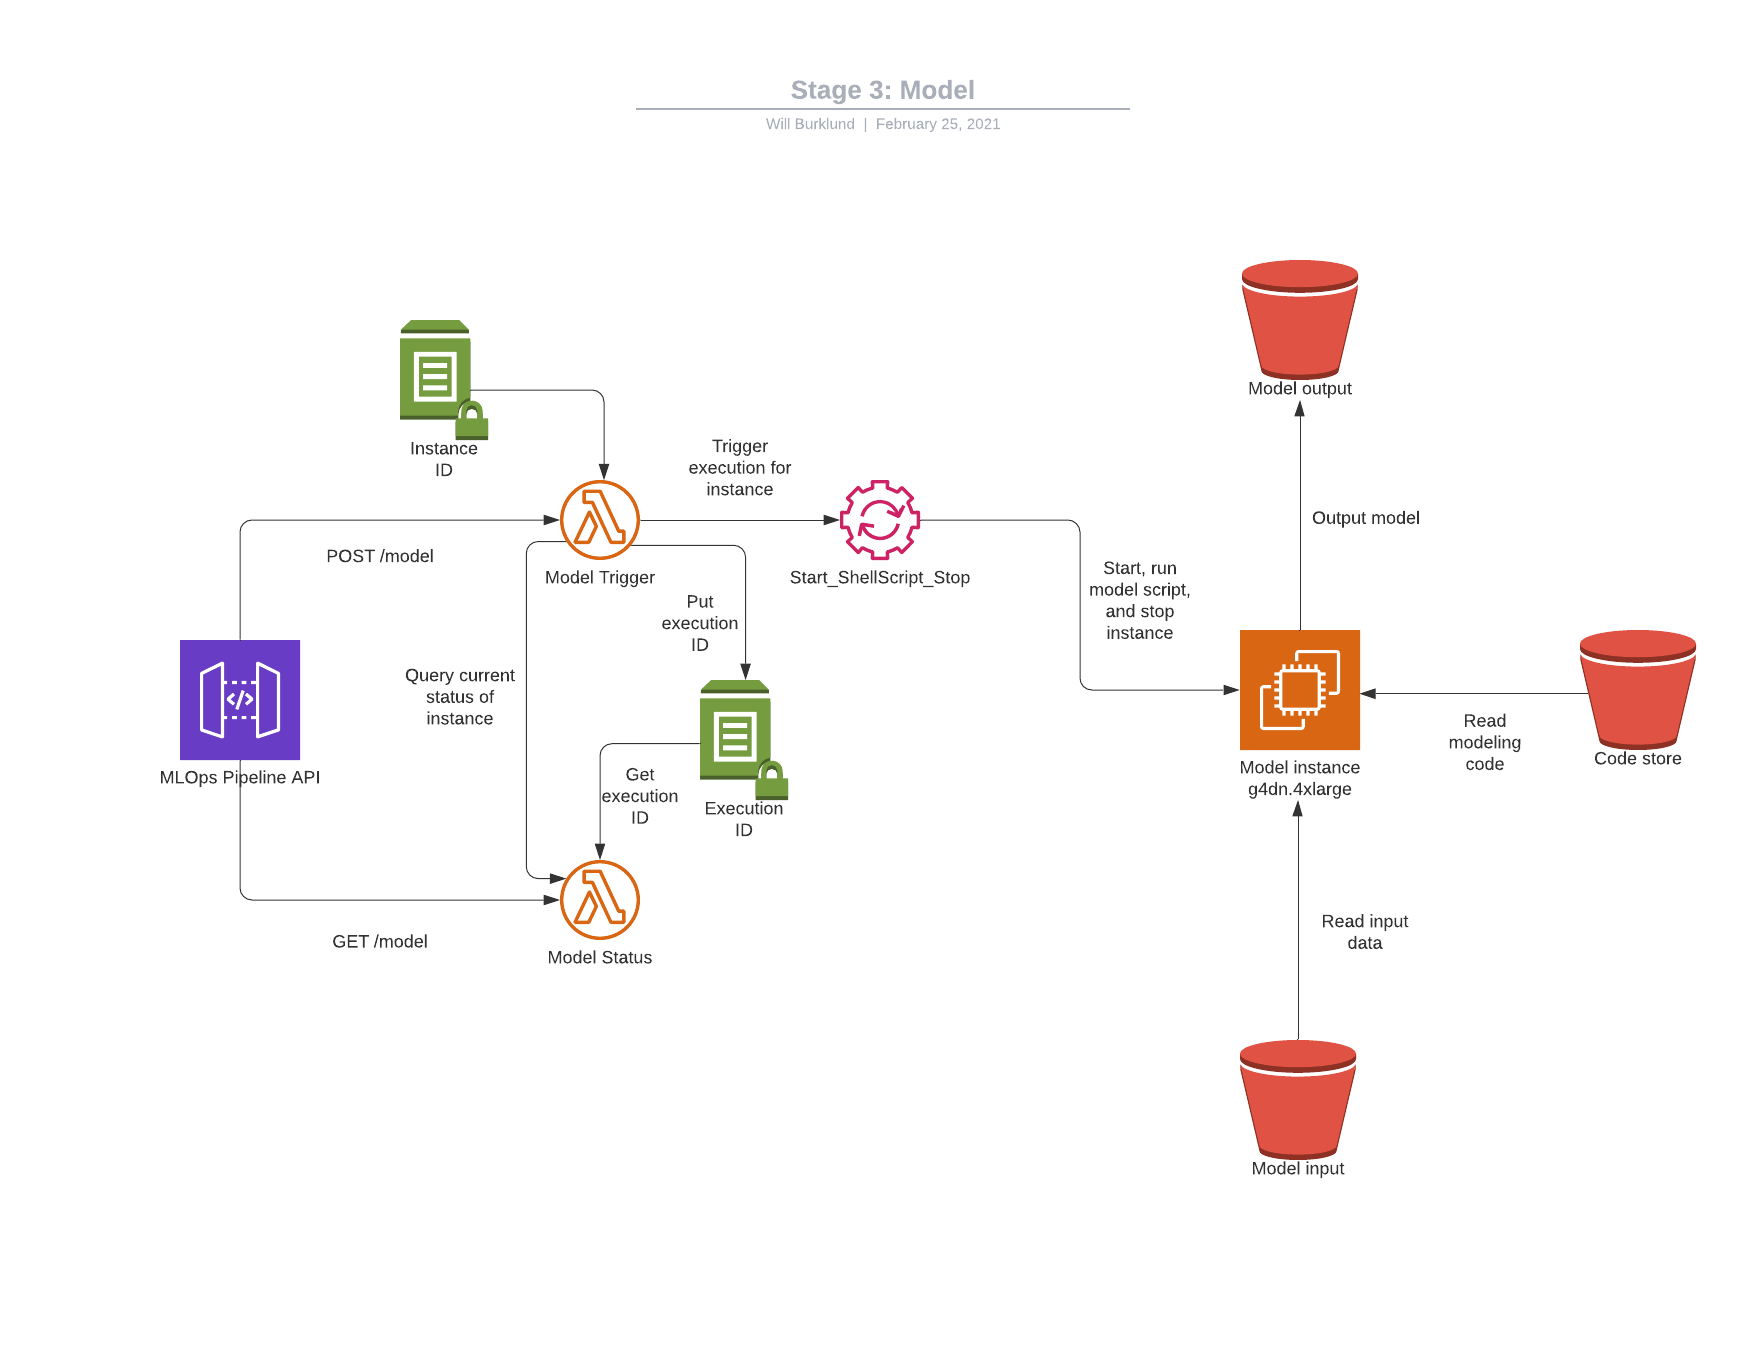 Stage 3: Model
Will Burklund | February 25, 2021
Model output
Instance
ID
Trigger
execution for
instance
Output model
POST /model
Model Trigger
Start_ShellScript_Stop
Start, run
model script,
and stop
instance
Put
execution
ID
Query current
status of
instance
MLOps Pipeline API
Get
execution
ID
Execution
ID
Model instance
g4dn.4xlarge
Read
modeling
code
Code store
GET /model
Model Status
Read input
data
Model input